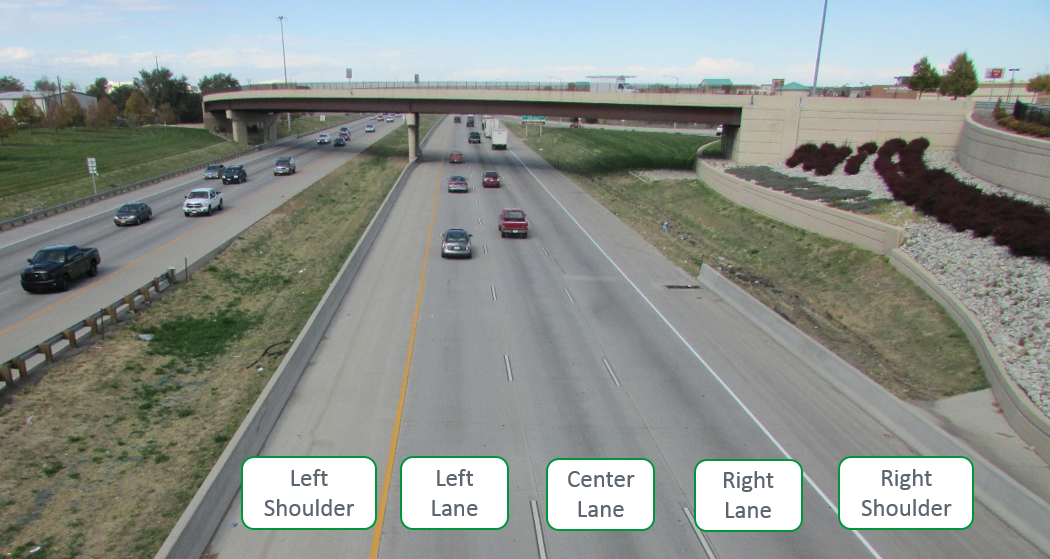 Left
Shoulder
Left
Lane
Center
Lane
Right
Lane
Right
Shoulder